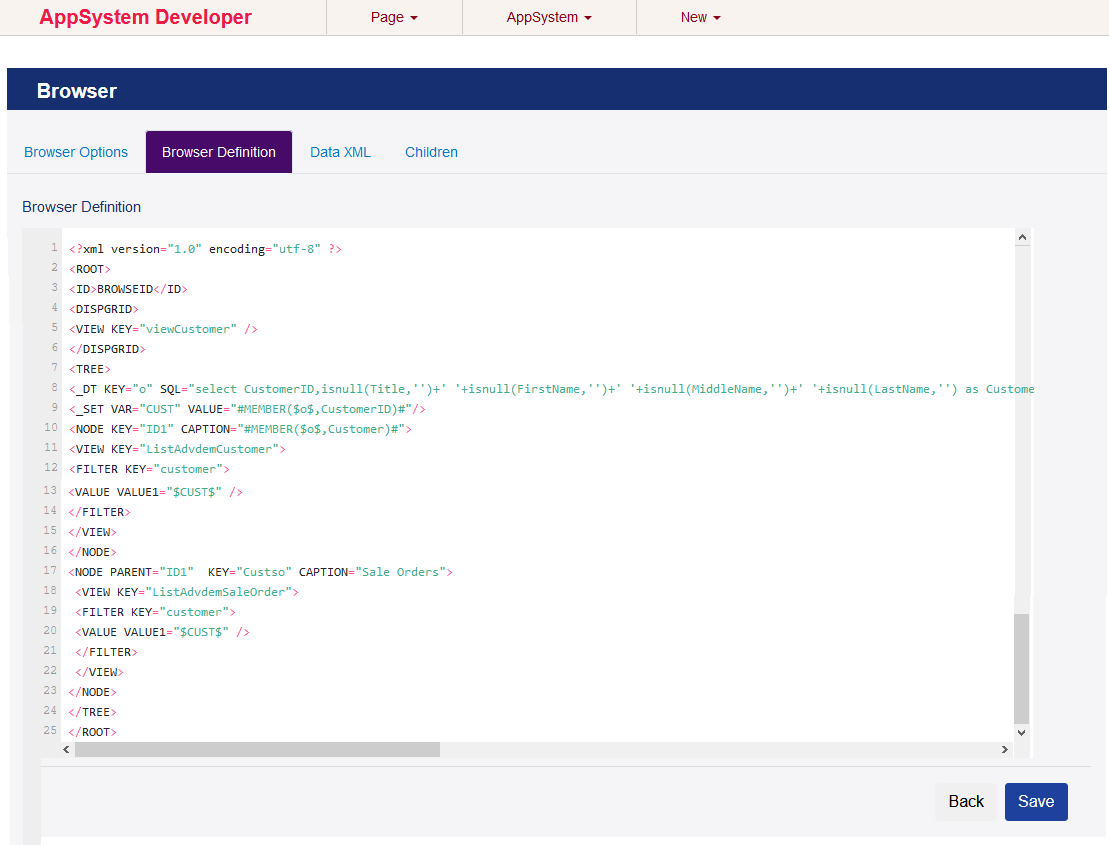 AppSystem Developer Page AppSystem New
Browser
Browser Options Browser Definition Data XML Children
Browser Definition
1 <?xml version="1.0" encoding="utf-8" ?>
2 <ROOT>
3 <ID>BROWSEID</ID>
4 <DISPGRID>
5 <VIEW KEY="viewCustomer" />
6 </DISPGRID>
7 <TREE>
8 <_DT KEY="o" SQL="select CustomerID,isnull(Title,'')+' '+isnull(FirstName,'')+' '+isnull(MiddleName,'')+' '+isnull(LastName,'') as Custome
9 <_SET VAR="CUST" VALUE="#MEMBER($o$,CustomerID)#"/>
10 <NODE KEY="ID1" CAPTION="#MEMBER($o$,Customer)#">
11 <VIEW KEY="ListAdvdemCustomer">
12 <FILTER KEY="customer">
13 <VALUE VALUE1="$CUST$" />
14 </FILTER>
15 </VIEW>
16 </NODE>
17 <NODE PARENT="ID1"  KEY="Custso" CAPTION="Sale Orders">
18 <VIEW KEY="ListAdvdemSaleOrder">
19 <FILTER KEY="customer">
20 <VALUE VALUE1="$CUST$" />
21 </FILTER>
22 </VIEW>
23 </NODE>
24 </TREE>
25 </ROOT>
Back Save